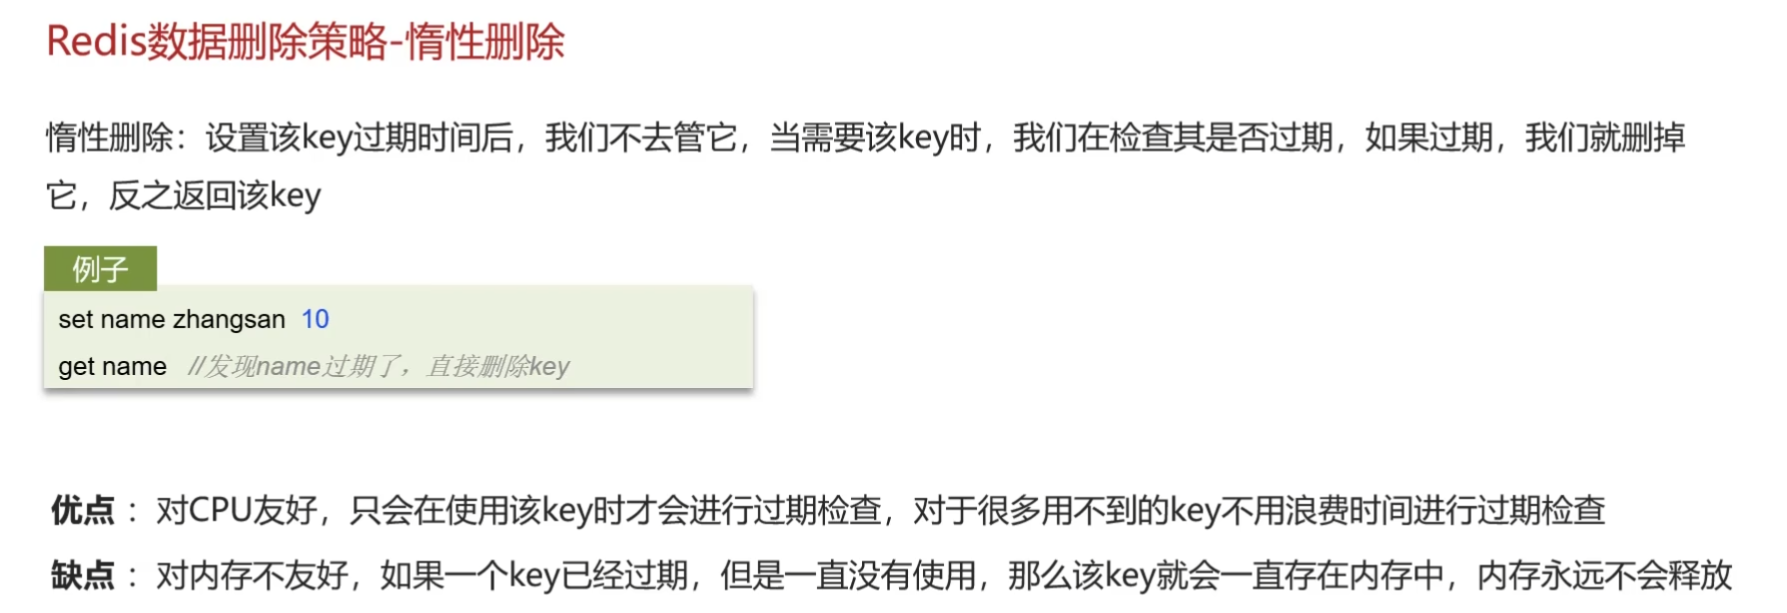 Redis数据删除策略-惰性删除
惰性删除：设置该key过期时间后，我们不去管它，当需要该key时，我们在检查其是否过期，如果过期，我们就删掉
它，反之返回该key
例子
set name zhangsan 10
get name //发现name过期了，直接删除key
优点 ：对CPU友好，只会在使用该key时才会进行过期检查，对于很多用不到的key不用浪费时间进行过期检查
缺点 ：对内存不友好，如果一个key已经过期，但是一直没有使用，那么该key就会一直存在内存中，内存永远不会释放